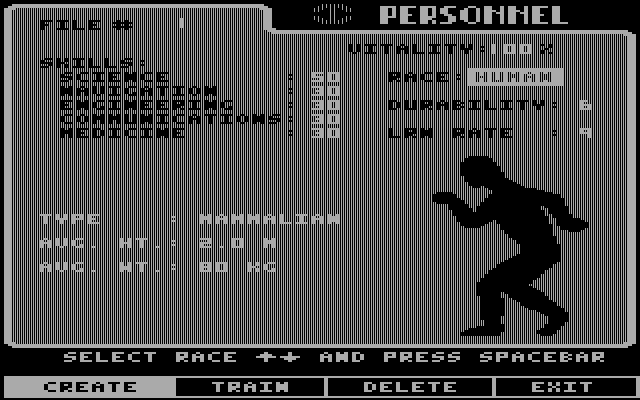 PERSONNEL
FILE # 1
VITALITY:100%
SKILLS:
SCIENCE : 50
RACE: HUMAN
NAVIGATION : 30
ENGINEERING : 30
DURABILITY: 6
COMMUNICATIONS: 30
MEDICINE : 30
LRN RATE : 9
TYPE : MAMMALIAN
AVG. HT.: 2.0 M
AVG. WT.: 80 KG
SELECT RACE ↑↓ AND PRESS SPACEBAR
CREATE TRAIN DELETE EXIT